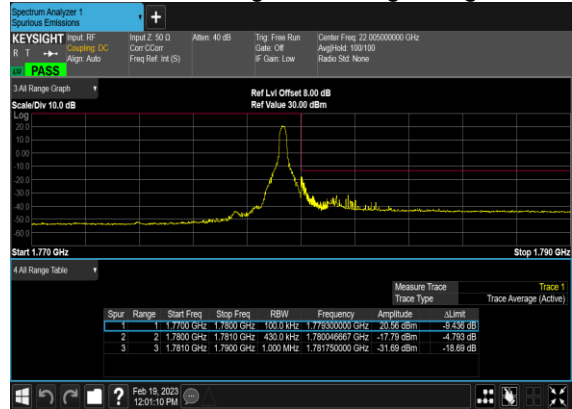 Spectrum Analyzer 1
Spurious Emissions
KEYSIGHT Input: RF Input Z: 50 Ω Atten: 40 dB Trig: Free Run Center Freq: 22.005000000 GHz
R T Coupling: DC Corr CCorr Gate: Off Avg|Hold: 100/100
Align: Auto Freq Ref: Int (S) IF Gain: Low Radio Std: None
PASS
3 All Range Graph
Ref Lvl Offset 8.00 dB
Scale/Div 10.0 dB Ref Value 30.00 dBm
Log
20.0
10.0
0.00
-10.0
-20.0
-30.0
-40.0
-50.0
-60.0
Start 1.770 GHz Stop 1.790 GHz
4 All Range Table
Measure Trace Trace 1
Trace Type Trace Average (Active)
Spur Range Start Freq Stop Freq RBW Frequency Amplitude ΔLimit
1 1 1.7700 GHz 1.7800 GHz 100.0 kHz 1.779300000 GHz 20.56 dBm -9.436 dB
2 2 1.7800 GHz 1.7810 GHz 430.0 kHz 1.780046667 GHz -17.79 dBm -4.793 dB
3 3 1.7810 GHz 1.7900 GHz 1.000 MHz 1.781750000 GHz -31.69 dBm -18.69 dB
? Feb 19, 2023
12:01:10 PM